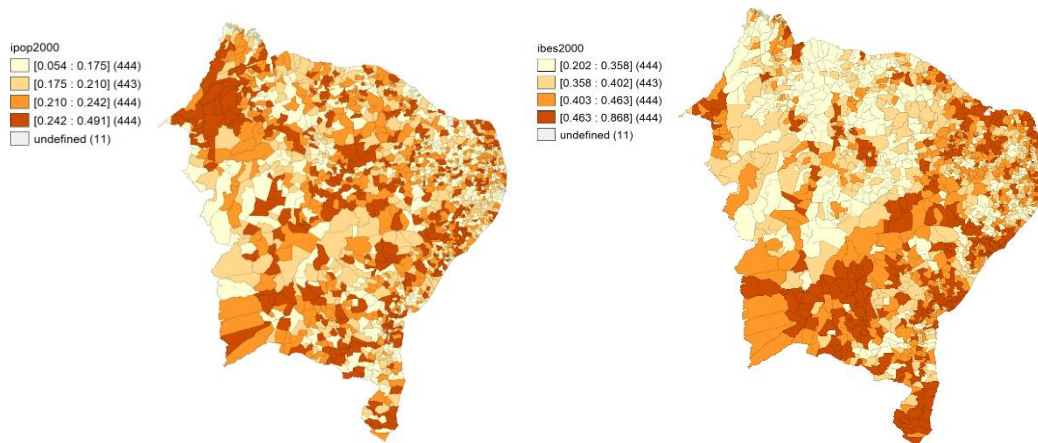 ipop2000
[0.054 : 0.175] (444)
[0.175 : 0.210] (443)
[0.210 : 0.242] (444)
[0.242 : 0.491] (444)
undefined (11)
ibes2000
[0.202 : 0.358] (444)
[0.358 : 0.402] (443)
[0.403 : 0.463] (444)
[0.463 : 0.868] (444)
undefined (11)